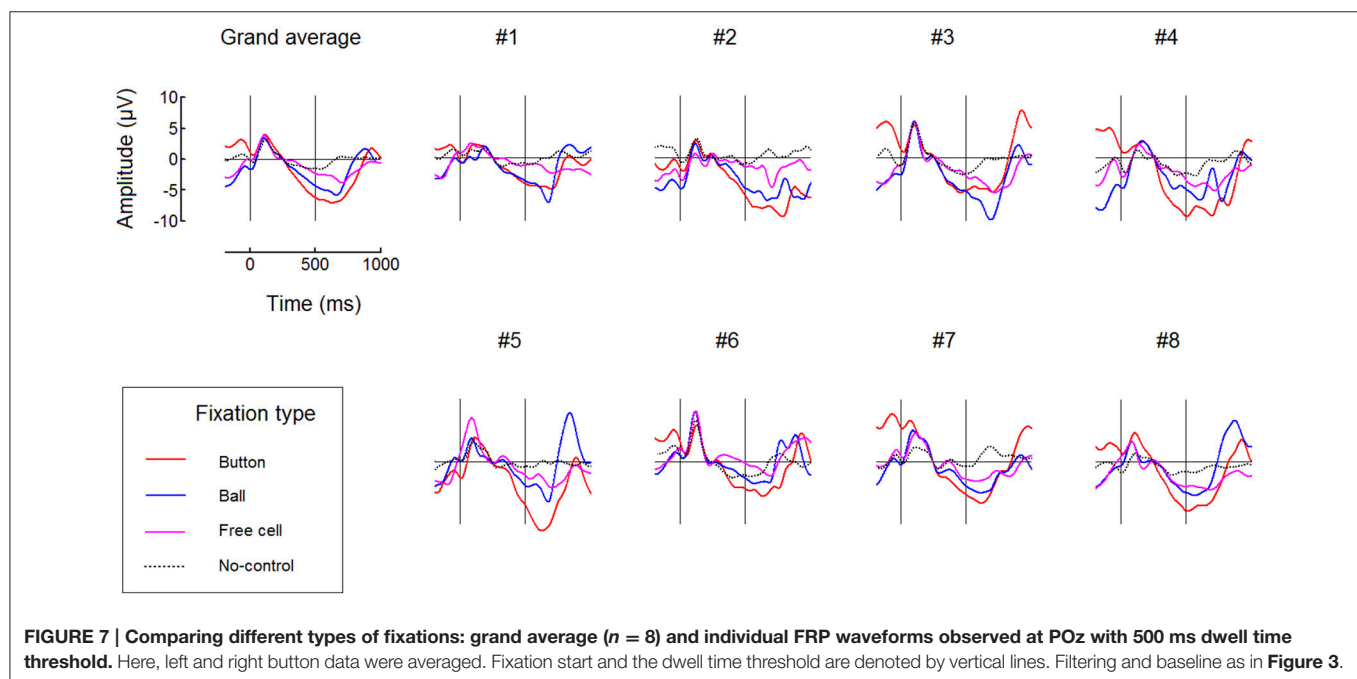 Grand average #1 #2 #3 #4
Amplitude (µV)
10
5
0
-5
-10
0 500 1000
Time (ms)
#5 #6 #7 #8
Fixation type
Button
Ball
Free cell
No-control
FIGURE 7 | Comparing different types of fixations: grand average (n = 8) and individual FRP waveforms observed at POz with 500 ms dwell time
threshold. Here, left and right button data were averaged. Fixation start and the dwell time threshold are denoted by vertical lines. Filtering and baseline as in Figure 3.